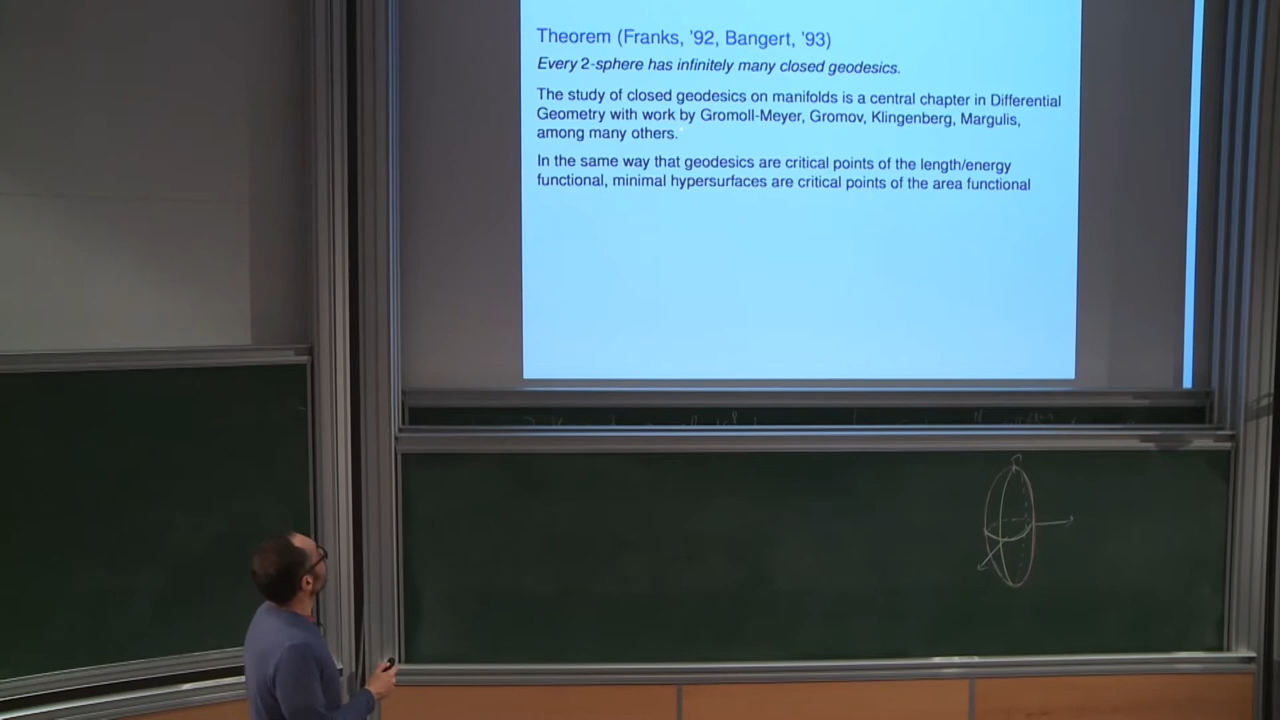 Theorem (Franks, '92, Bangert, '93)
Every 2-sphere has infinitely many closed geodesics.
The study of closed geodesics on manifolds is a central chapter in Differential
Geometry with work by Gromoll-Meyer, Gromov, Klingenberg, Margulis,
among many others.
In the same way that geodesics are critical points of the length/energy
functional, minimal hypersurfaces are critical points of the area functional